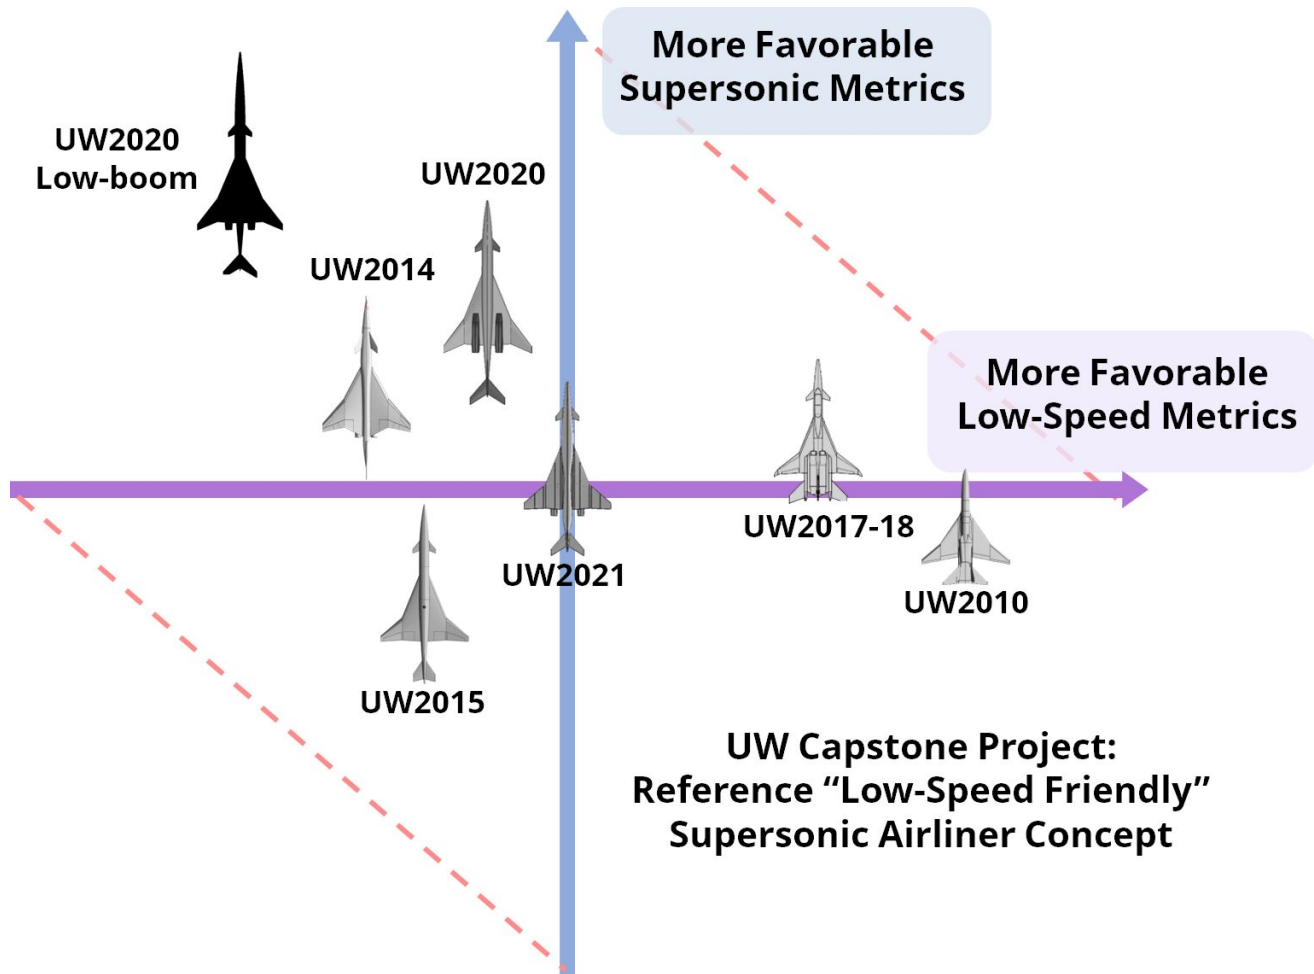 More Favorable
Supersonic Metrics
UW2020
Low-boom
UW2020
UW2014
More Favorable
Low-Speed Metrics
UW2017-18
UW2021
UW2010
UW2015
UW Capstone Project:
Reference “Low-Speed Friendly”
Supersonic Airliner Concept